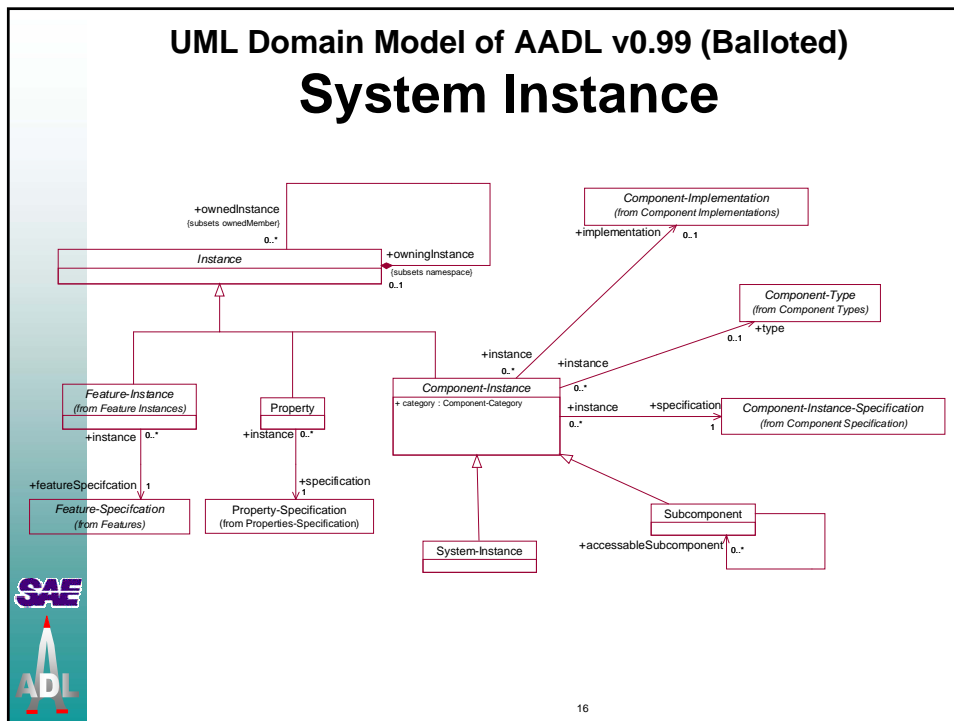 UML Domain Model of AADL v0.99 (Balloted)
System Instance
+ownedInstance
{subsets ownedMember}
0..*
Instance
+owningInstance
{subsets namespace}
0..1
Component-Implementation
(from Component Implementations)
+implementation
0..1
Component-Type
(from Component Types)
+type
0..1
+instance
0..*
+instance
0..*
Feature-Instance
(from Feature Instances)
Property
Component-Instance
+ category : Component-Category
+instance
0..*
+specification
1
Component-Instance-Specification
(from Component Specification)
+instance
0..*
+instance
0..*
+featureSpecifcation
1
+specification
1
Feature-Specifcation
(from Features)
Property-Specification
(from Properties-Specification)
Subcomponent
System-Instance
+accessableSubcomponent
0..*
SAE
ADL
16